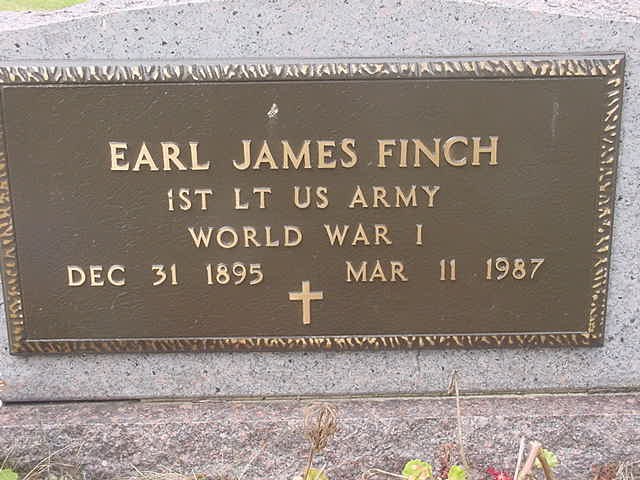 EARL JAMES FINCH
1ST LT US ARMY
WORLD WAR I
DEC 31 1895 MAR 11 1987